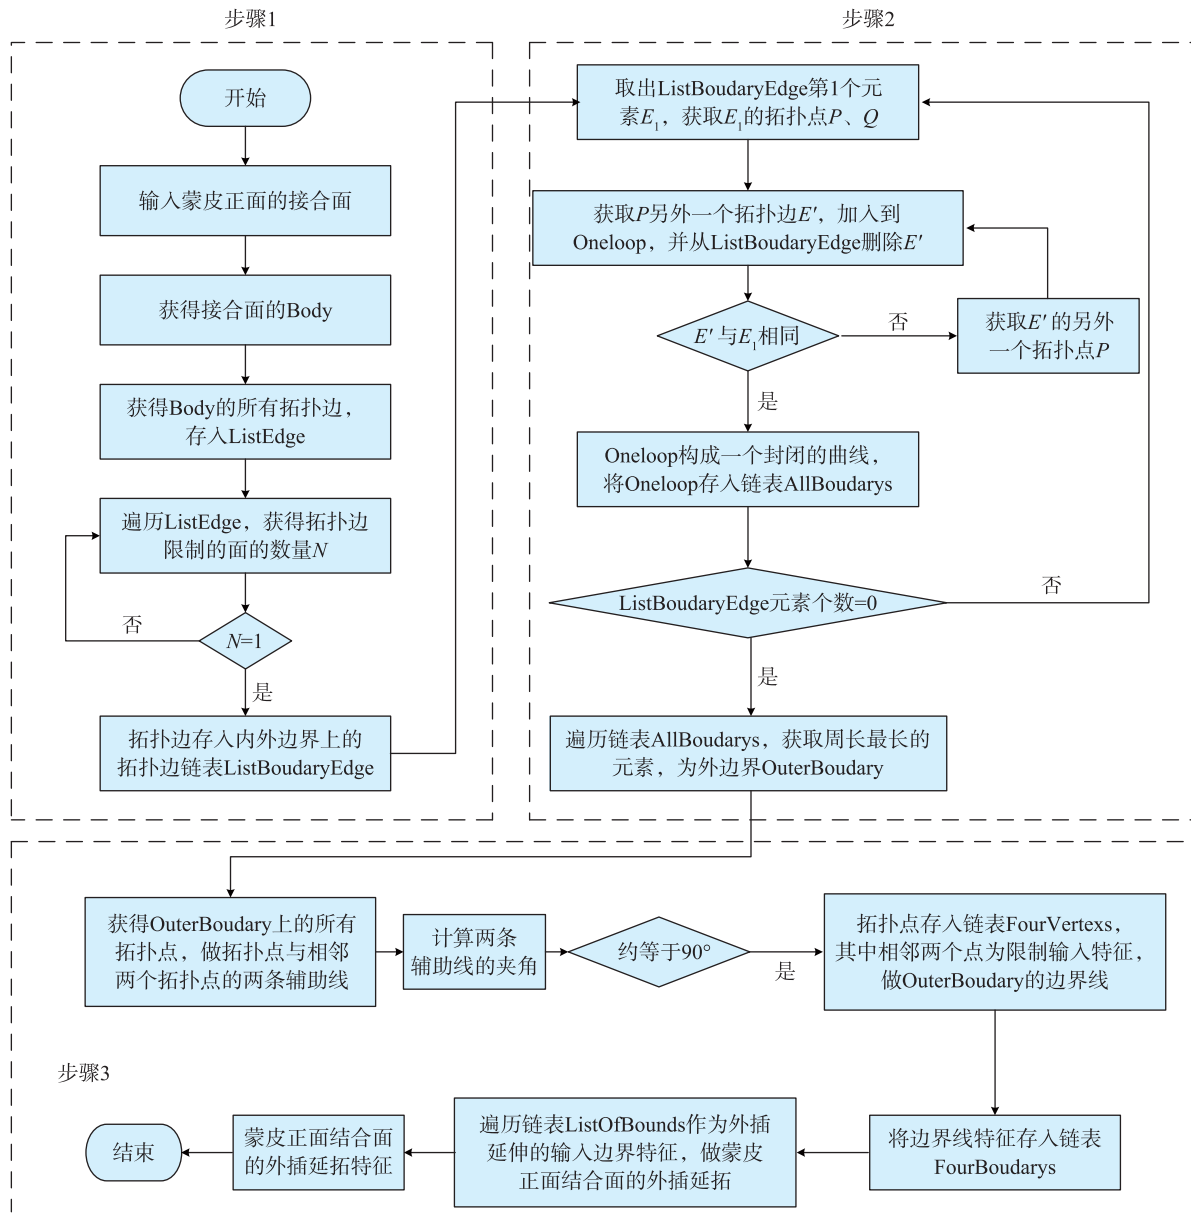 步骤1
开始
输入蒙皮正面的接合面
获得接合面的Body
获得Body的所有拓扑边，
存入ListEdge
遍历ListEdge，获得拓扑边
限制的面的数量N
否
N=1
是
拓扑边存入内外边界上的
拓扑边链表ListBoudaryEdge
步骤2
取出ListBoudaryEdge第1个元
素E₁，获取E₁的拓扑点P、Q
获取P另外一个拓扑边E′，加入到
Oneloop，并从ListBoudaryEdge删除E′
E′与E₁相同
否
获取E′的另外
一个拓扑点P
是
Oneloop构成一个封闭的曲线，
将Oneloop存入链表AllBoudarys
ListBoudaryEdge元素个数=0
否
是
遍历链表AllBoudarys，获取周长最长的
元素，为外边界OuterBoudary
获得OuterBoudary上的所有
拓扑点，做拓扑点与相邻
两个拓扑点的两条辅助线
计算两条
辅助线的夹角
约等于90°
是
拓扑点存入链表FourVertexs，
其中相邻两个点为限制输入特征，
做OuterBoudary的边界线
步骤3
将边界线特征存入链表
FourBoudarys
遍历链表ListOfBounds作为外插
延伸的输入边界特征，做蒙皮
正面结合面的外插延拓
蒙皮正面结合面
的外插延拓特征
结束